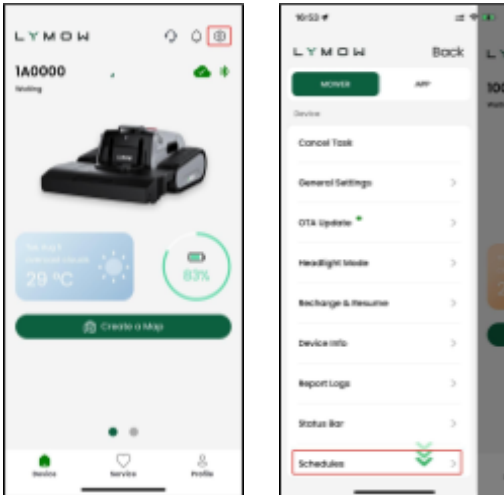 LYMOW
1A0000
Waiting
29 °C
83%
Create a Map
Device
Service
Profile
16:53
LYMOW
Back
MOWER
APP
Device
Cancel Task
General Settings
OTA Update
Headlight Mode
Recharge & Resume
Device Info
Report Logs
Status Bar
Schedules